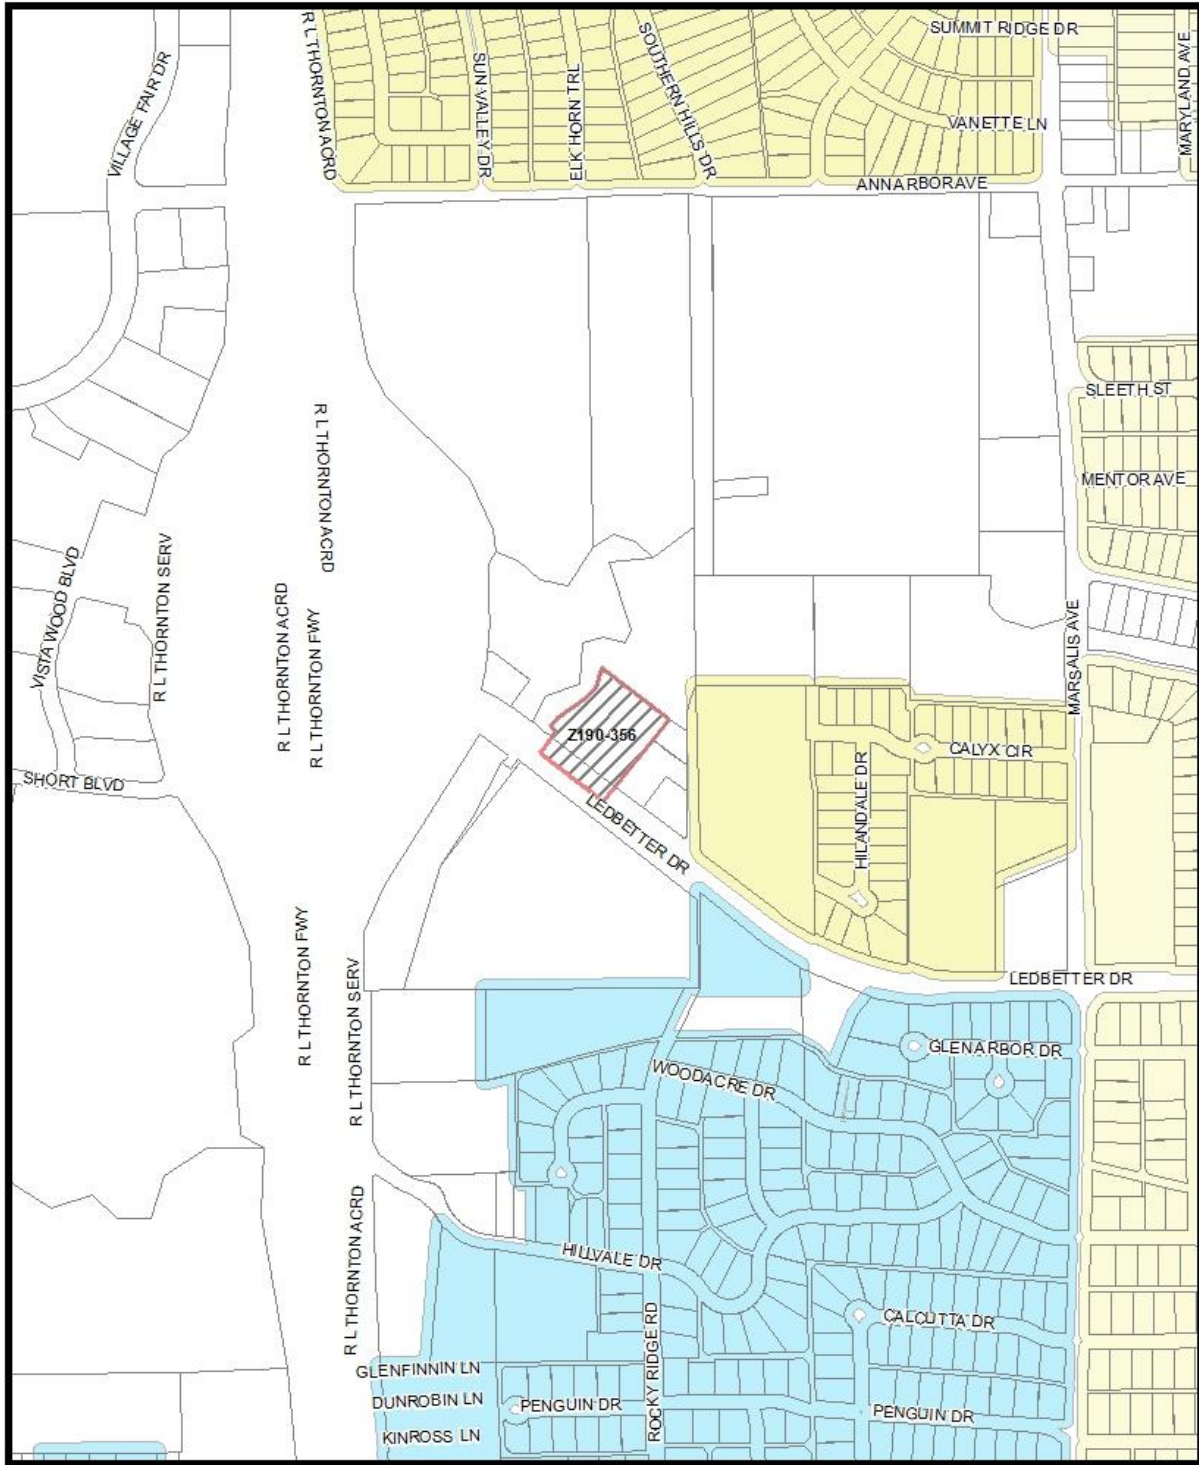 SUMMIT RIDGE DR
R L THORNTON ACRD
SUN VALLEY DR
ELK HORN TRL
SOUTHERN HILLS DR
MARYLAND AVE
VILLAGE FAIR DR
VANETTE LN
ANNARBOR AVE
SLEETH ST
R L THORNTON ACRD
MENTOR AVE
VISTA WOOD BLVD
R L THORNTON SERV
R L THORNTON ACRD
R L THORNTON FWY
MARSALIS AVE
Z190-356
CALYX CIR
SHORT BLVD
HILANDALE DR
LEDBETTER DR
LEDBETTER DR
R L THORNTON FWY
R L THORNTON SERV
GLENARBOR DR
WOODACRE DR
HILLVALE DR
R L THORNTON ACRD
CALCUTTA DR
ROCKY RIDGE RD
GLENFINNIN LN
DUNROBIN LN
PENGUIN DR
PENGUIN DR
KINROSS LN